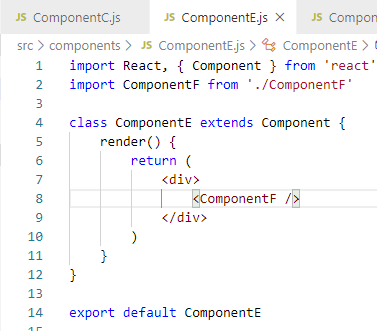 JS ComponentC.js JS ComponentE.js × JS Compone
src > components > JS ComponentE.js > ComponentE >
1 import React, { Component } from 'react'
2 import ComponentF from './ComponentF'
3
4 class ComponentE extends Component {
5     render() {
6         return (
7             <div>
8                 <ComponentF />
9             </div>
10         )
11     }
12 }
13
14 export default ComponentE